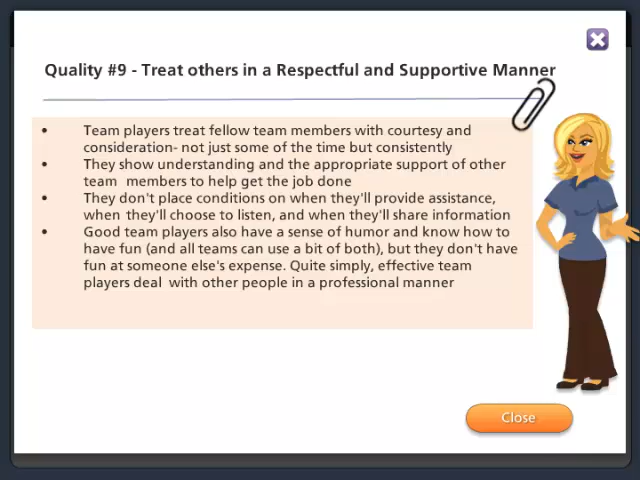 Quality #9 - Treat others in a Respectful and Supportive Manner
• Team players treat fellow team members with courtesy and
consideration- not just some of the time but consistently
• They show understanding and the appropriate support of other
team members to help get the job done
• They don't place conditions on when they'll provide assistance,
when they'll choose to listen, and when they'll share information
• Good team players also have a sense of humor and know how to
have fun (and all teams can use a bit of both), but they don't have
fun at someone else's expense. Quite simply, effective team
players deal with other people in a professional manner
Close